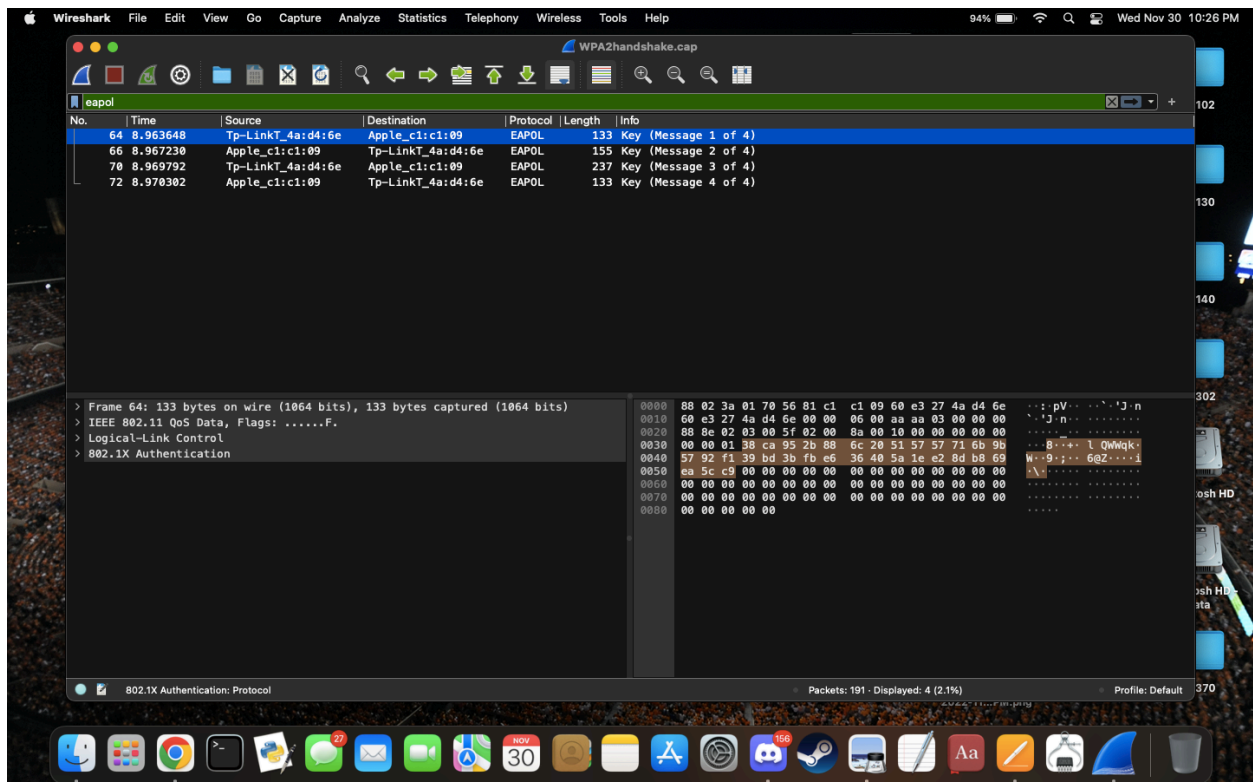 Wireshark File Edit View Go Capture Analyze Statistics Telephony Wireless Tools Help 94% Wed Nov 30 10:26 PM
WPA2handshake.cap
eapol
No. Time Source Destination Protocol Length Info
64 8.963648 Tp-LinkT_4a:d4:6e Apple_c1:c1:09 EAPOL 133 Key (Message 1 of 4)
66 8.967230 Apple_c1:c1:09 Tp-LinkT_4a:d4:6e EAPOL 155 Key (Message 2 of 4)
70 8.969792 Tp-LinkT_4a:d4:6e Apple_c1:c1:09 EAPOL 237 Key (Message 3 of 4)
72 8.970302 Apple_c1:c1:09 Tp-LinkT_4a:d4:6e EAPOL 133 Key (Message 4 of 4)
> Frame 64: 133 bytes on wire (1064 bits), 133 bytes captured (1064 bits)
> IEEE 802.11 QoS Data, Flags: ......F.
> Logical-Link Control
> 802.1X Authentication
0000 88 02 3a 01 70 56 81 c1 c1 09 60 e3 27 4a d4 6e ··:·pV·· ··`·'J·n
0010 60 e3 27 4a d4 6e 00 00 06 00 aa aa 03 00 00 00 `·'J·n·· ········
0020 88 8e 02 03 00 5f 02 00 8a 00 10 00 00 00 00 00 ·····_·· ········
0030 00 00 01 38 ca 95 2b 88 6c 20 51 57 57 71 6b 9b ···8··+· l QWWqk·
0040 57 92 f1 39 bd 3b fb e6 36 40 5a 1e e2 8d b8 69 W··9·;·· 6@Z····i
0050 ea 5c c9 00 00 00 00 00 00 00 00 00 00 00 00 00 ·\······ ········
0060 00 00 00 00 00 00 00 00 00 00 00 00 00 00 00 00 ········ ········
0070 00 00 00 00 00 00 00 00 00 00 00 00 00 00 00 00 ········ ········
0080 00 00 00 00 00 ·····
802.1X Authentication: Protocol Packets: 191 · Displayed: 4 (2.1%) Profile: Default
102
130
140
302
osh HD
osh HD -
ata
370
27
NOV
30
156
Aa